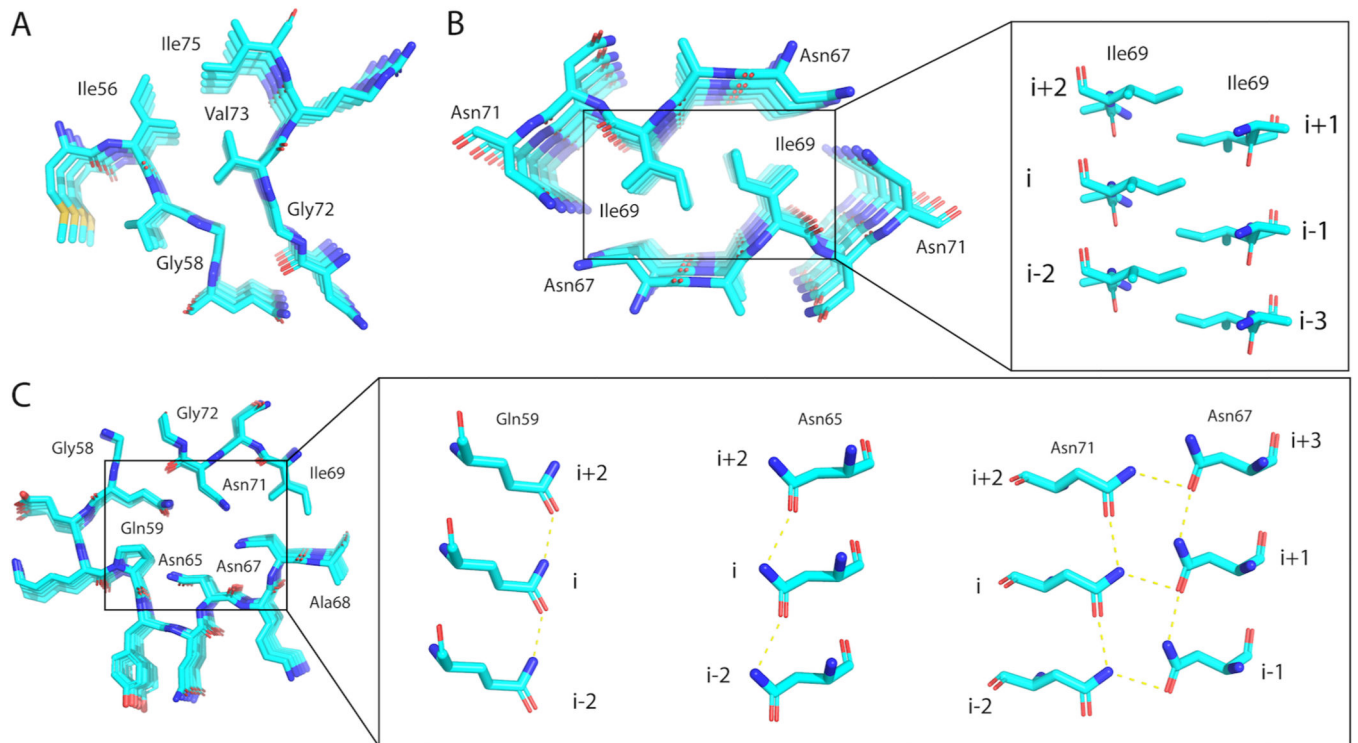 A
Ile75
Ile56
Val73
Gly72
Gly58
B
Asn67
Asn71
Ile69
Ile69
Asn71
Asn67
Ile69
i+2
Ile69
i+1
i
i-1
i-2
i-3
C
Gly72
Gly58
Asn71
Ile69
Gln59
Asn65
Asn67
Ala68
Gln59
i+2
i
i-2
Asn65
i+2
i
i-2
Asn67
Asn71
i+3
i+2
i+1
i
i-1
i-2